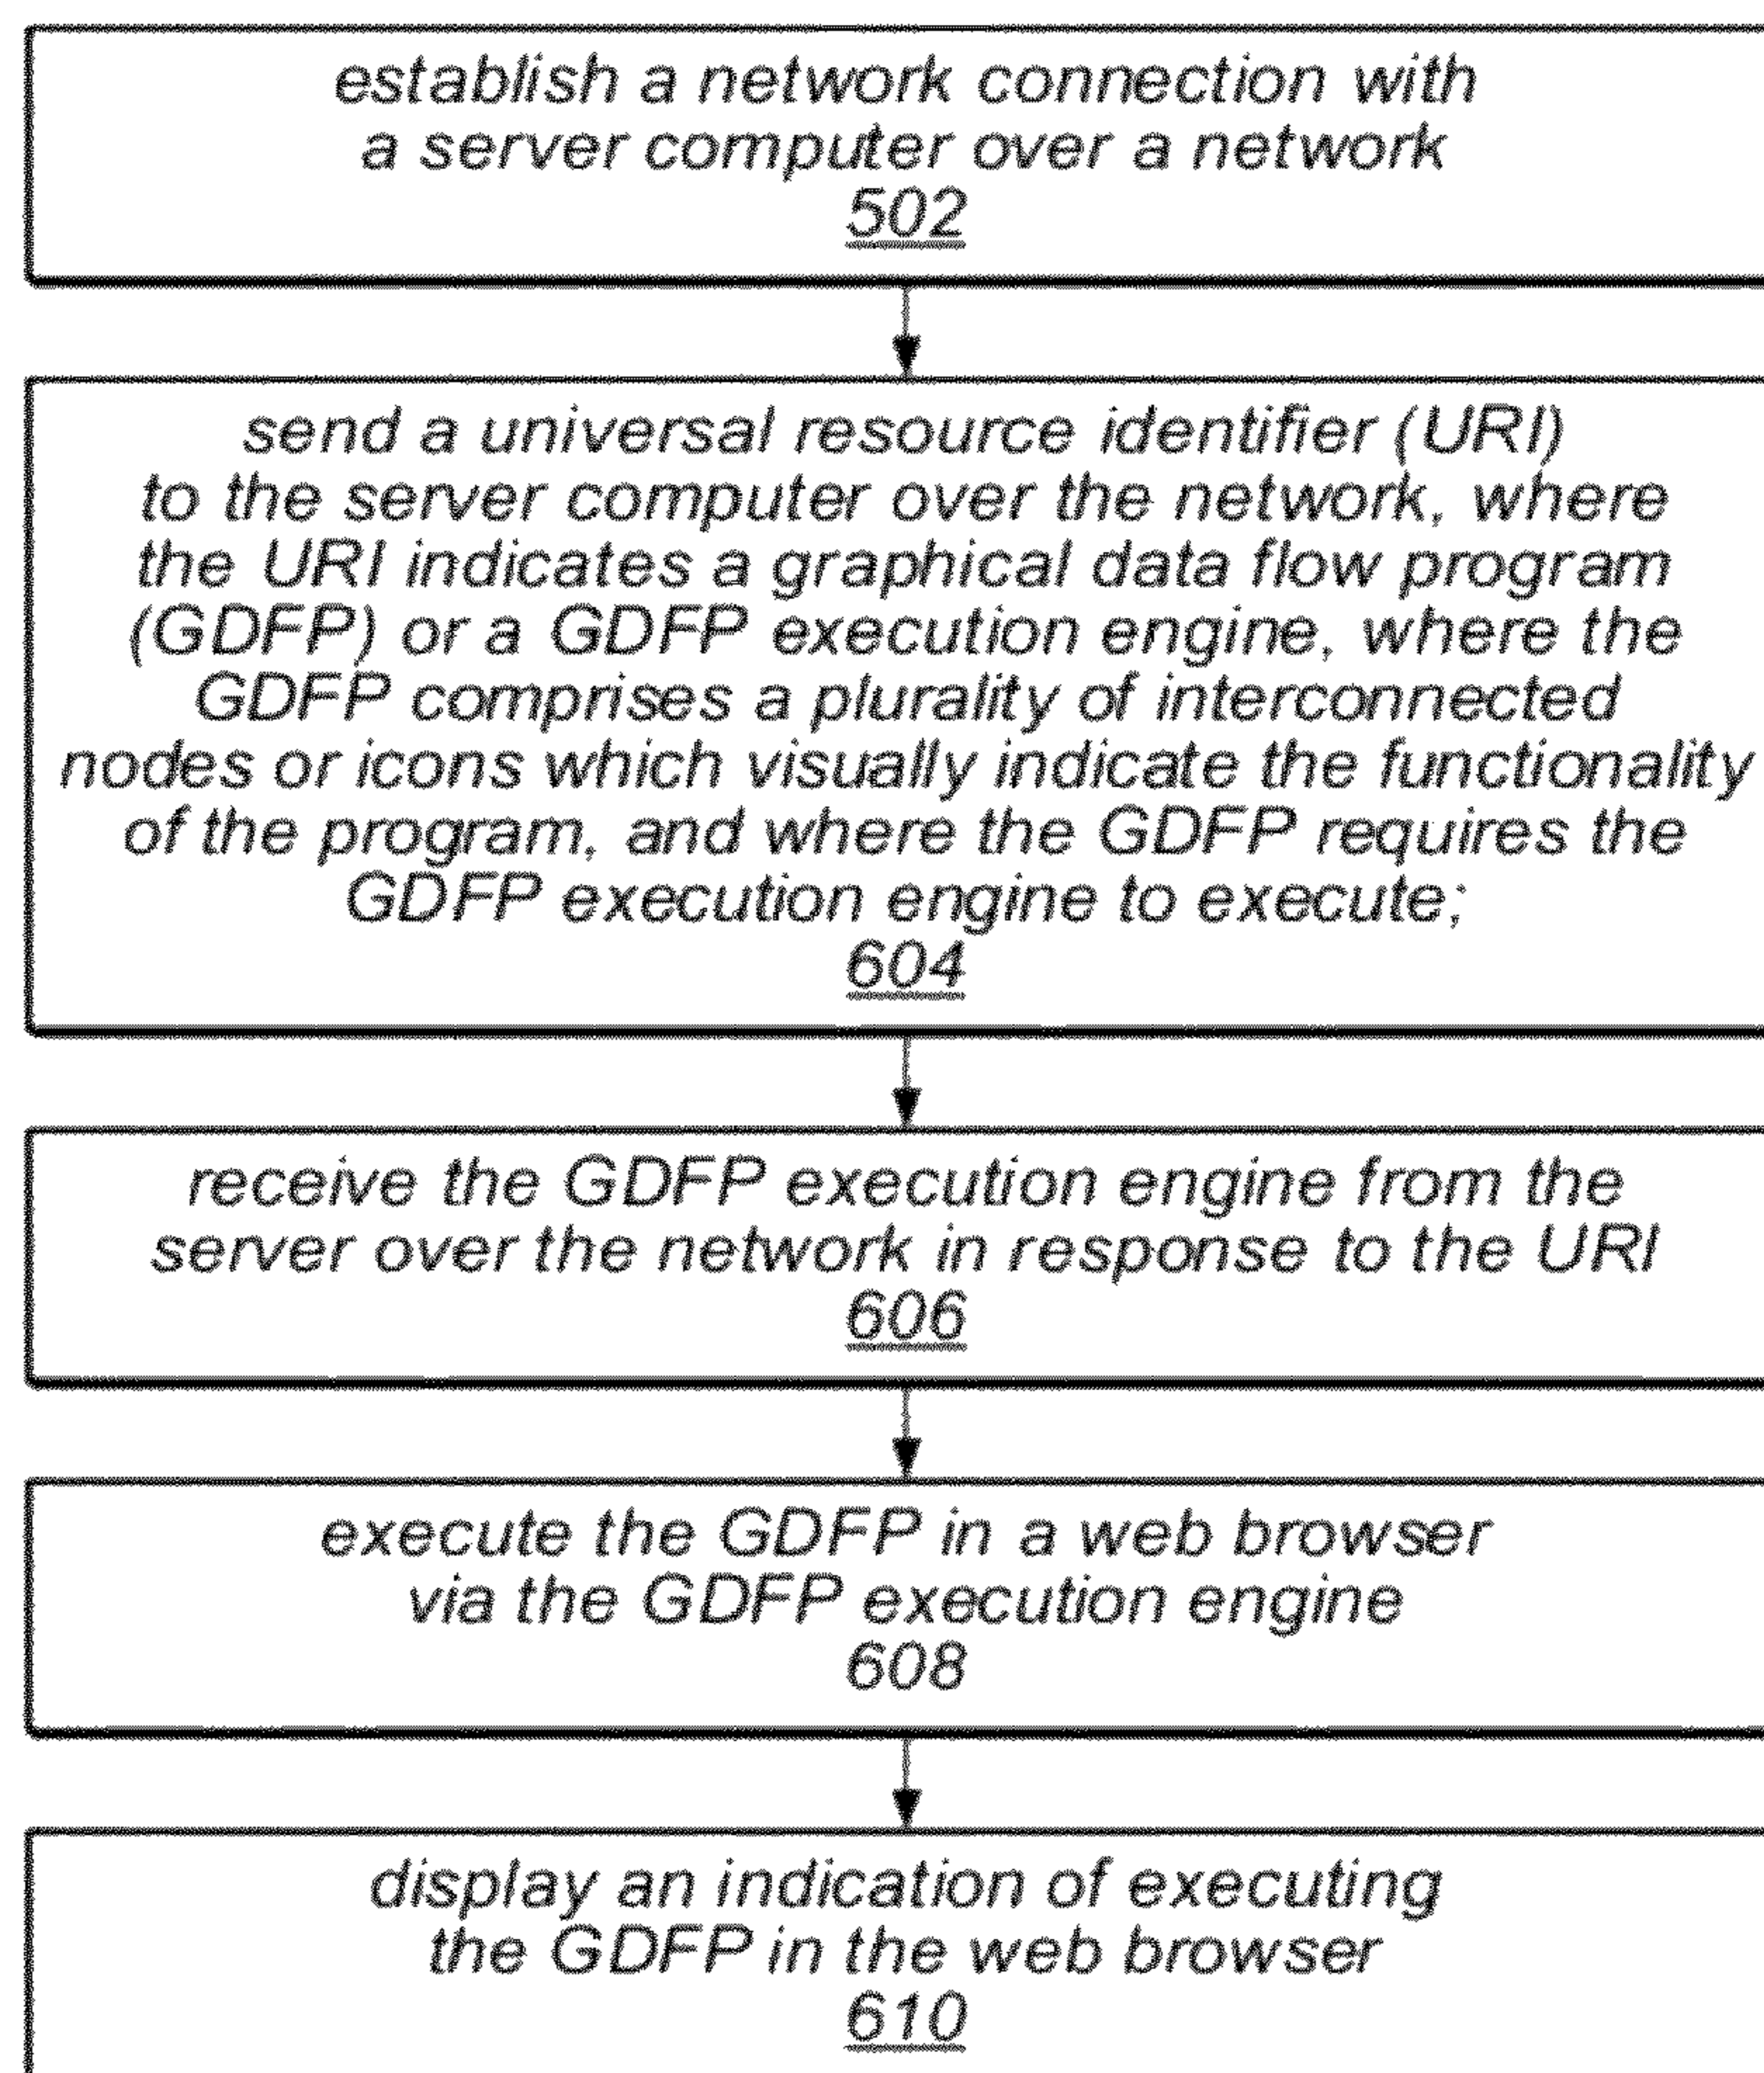 establish a network connection with
a server computer over a network
502
send a universal resource identifier (URI)
to the server computer over the network, where
the URI indicates a graphical data flow program
(GDFP) or a GDFP execution engine, where the
GDFP comprises a plurality of interconnected
nodes or icons which visually indicate the functionality
of the program, and where the GDFP requires the
GDFP execution engine to execute;
604
receive the GDFP execution engine from the
server over the network in response to the URI
606
execute the GDFP in a web browser
via the GDFP execution engine
608
display an indication of executing
the GDFP in the web browser
610